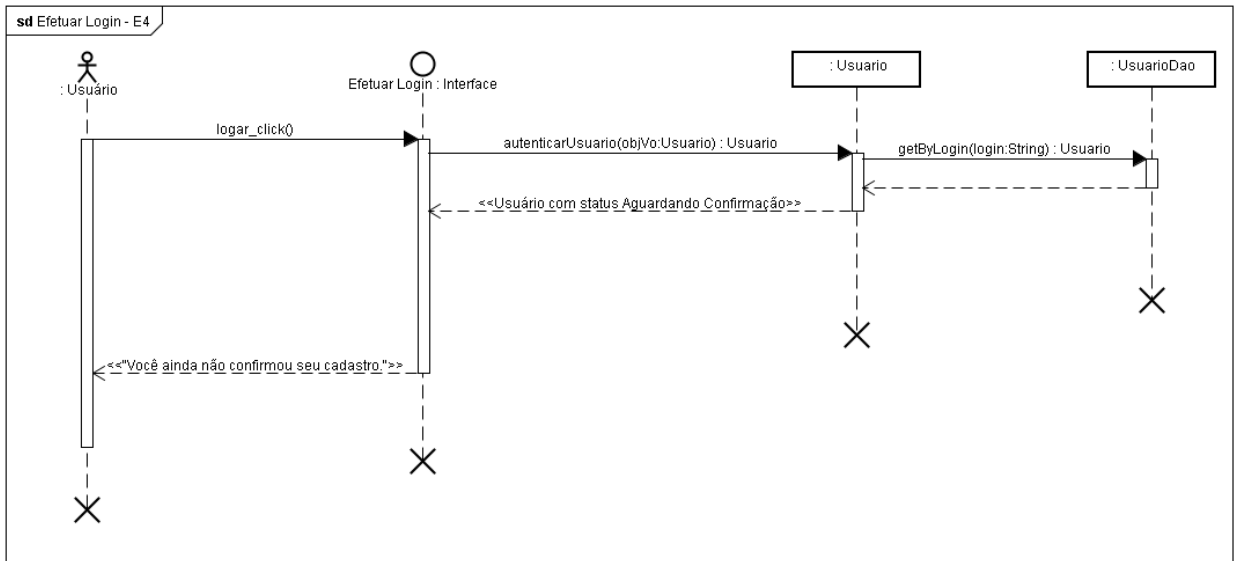 sd Efetuar Login - E4
: Usuário
Efetuar Login : Interface
: Usuario
: UsuarioDao
logar_click()
autenticarUsuario(objVo:Usuario) : Usuario
getByLogin(login:String) : Usuario
<<Usuário com status Aguardando Confirmação>>
<<"Você ainda não confirmou seu cadastro.">>